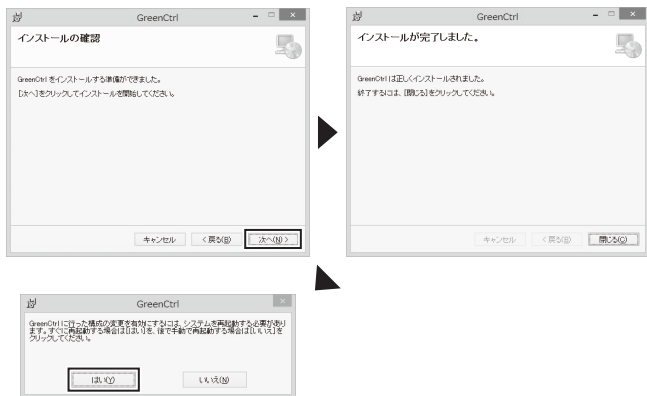 GreenCtrl
インストールの確認
GreenCtrl をインストールする準備ができました。
[次へ]をクリックしてインストールを開始してください。
キャンセル
< 戻る(B)
次へ(N) >
GreenCtrl
インストールが完了しました。
GreenCtrl は正しくインストールされました。
終了するには、[閉じる]をクリックしてください。
キャンセル
< 戻る(B)
閉じる(C)
GreenCtrl
GreenCtrl に行った構成の変更を有効にするには、システムを再起動する必要があり
ます。すぐに再起動する場合は[はい]を、後で手動で再起動する場合は[いいえ]を
クリックしてください。
はい(Y)
いいえ(N)